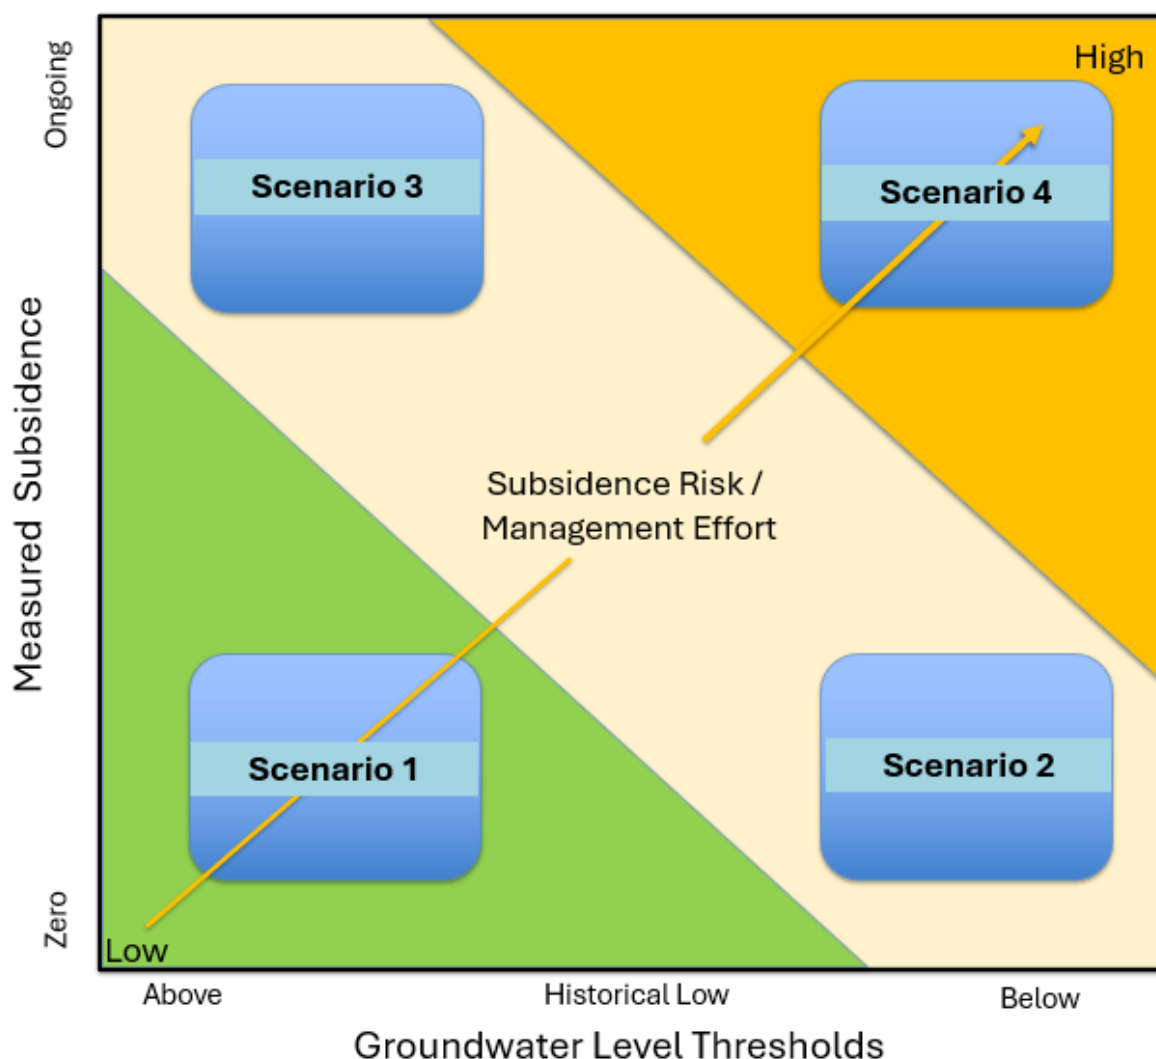 Ongoing
High
Scenario 3
Scenario 4
Measured Subsidence
Subsidence Risk /
Management Effort
Scenario 1
Scenario 2
Zero
Low
Above
Historical Low
Below
Groundwater Level Thresholds